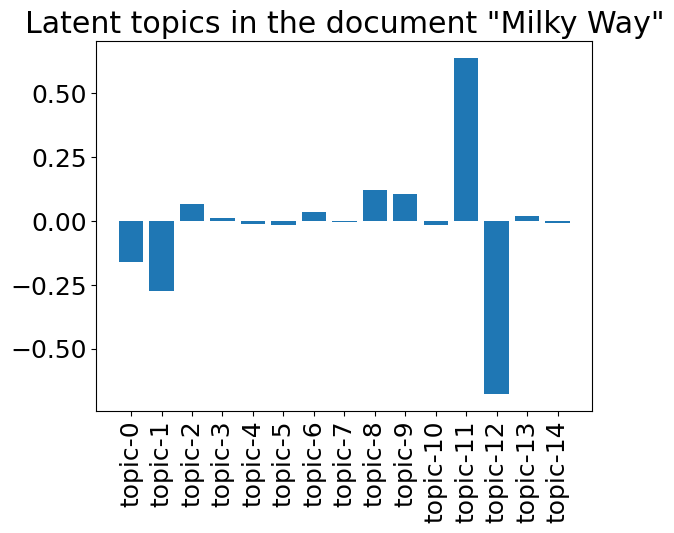 Latent topics in the document "Milky Way"
0.50
0.25
0.00
−0.25
−0.50
topic-0
topic-1
topic-2
topic-3
topic-4
topic-5
topic-6
topic-7
topic-8
topic-9
topic-10
topic-11
topic-12
topic-13
topic-14